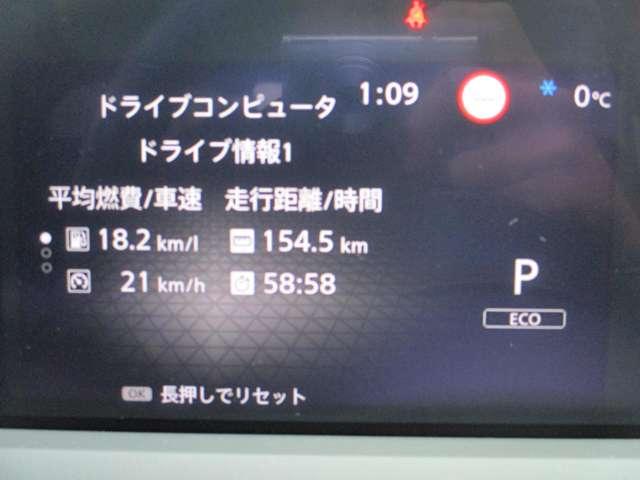 1:09
0℃
ドライブコンピュータ
ドライブ情報1
平均燃費/車速 走行距離/時間
18.2 km/l 154.5 km
21 km/h 58:58
P
ECO
OK 長押しでリセット